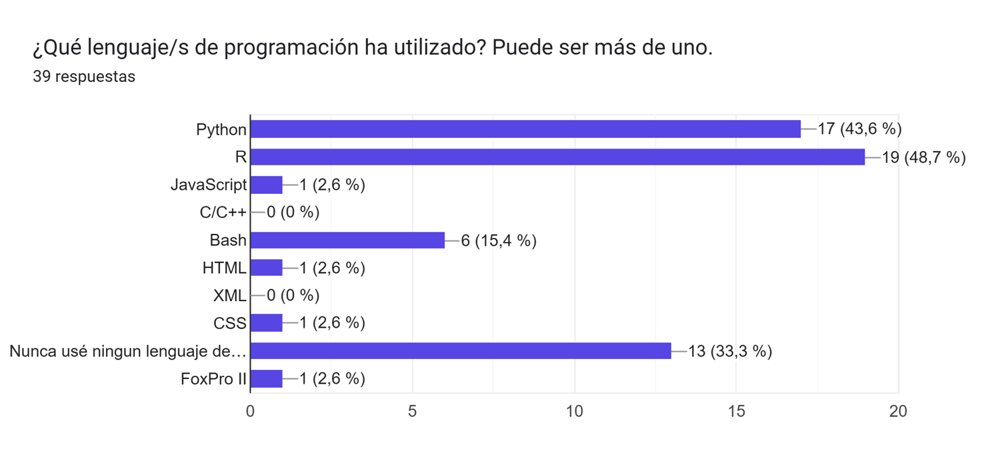 ¿Qué lenguaje/s de programación ha utilizado? Puede ser más de uno.
39 respuestas
Python 17 (43,6 %)
R 19 (48,7 %)
JavaScript 1 (2,6 %)
C/C++ 0 (0 %)
Bash 6 (15,4 %)
HTML 1 (2,6 %)
XML 0 (0 %)
CSS 1 (2,6 %)
Nunca usé ningun lenguaje de… 13 (33,3 %)
FoxPro II 1 (2,6 %)
0 5 10 15 20